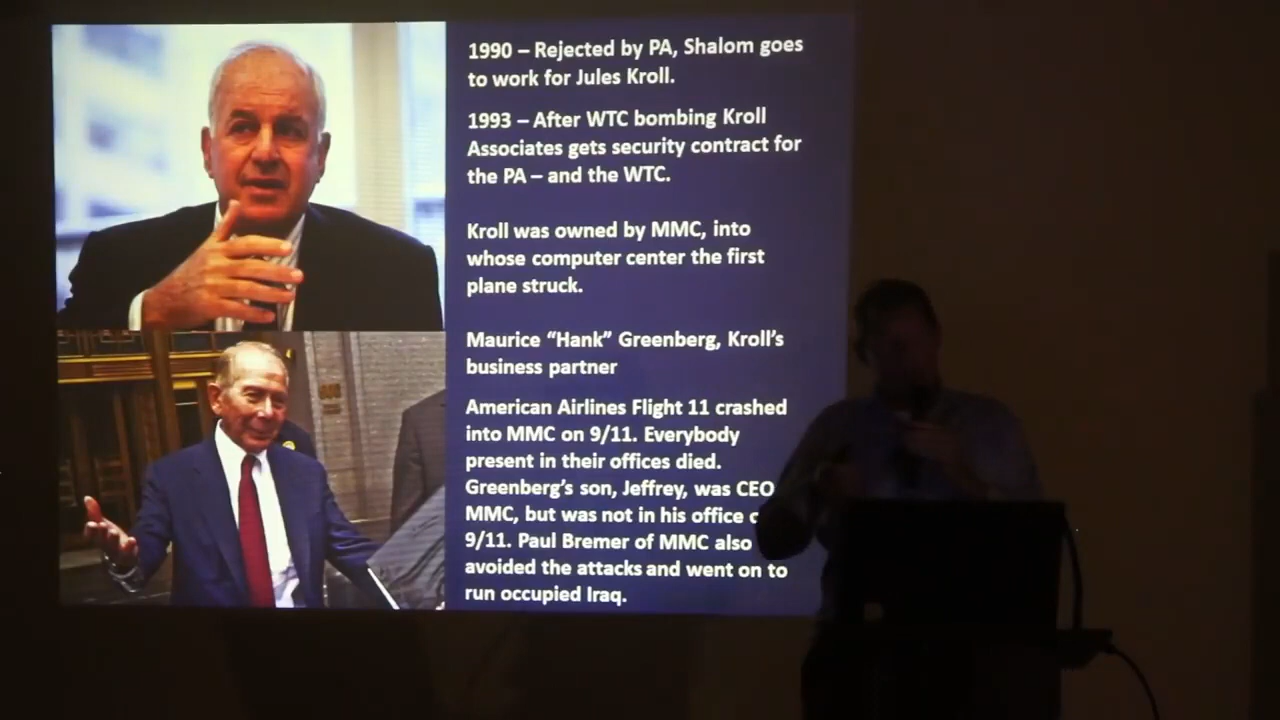 1990 – Rejected by PA, Shalom goes
to work for Jules Kroll.
1993 – After WTC bombing Kroll
Associates gets security contract for
the PA – and the WTC.
Kroll was owned by MMC, into
whose computer center the first
plane struck.
Maurice “Hank” Greenberg, Kroll’s
business partner
American Airlines Flight 11 crashed
into MMC on 9/11. Everybody
present in their offices died.
Greenberg’s son, Jeffrey, was CEO
MMC, but was not in his office
9/11. Paul Bremer of MMC also
avoided the attacks and went on to
run occupied Iraq.